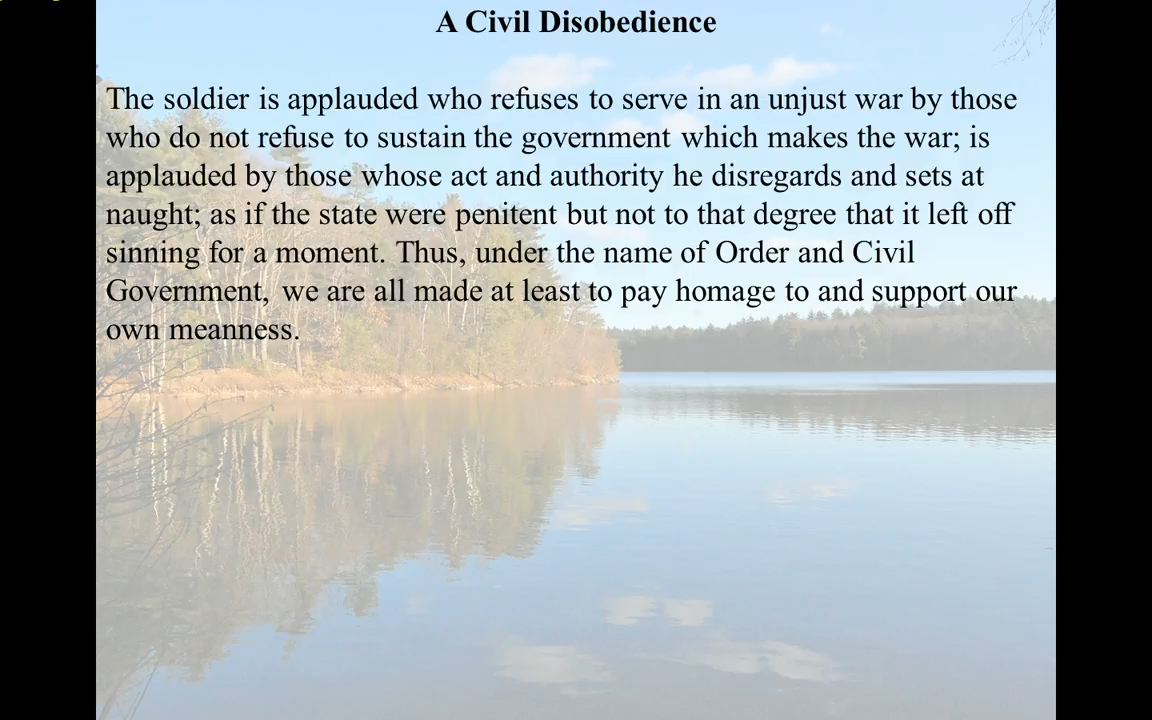 A Civil Disobedience
The soldier is applauded who refuses to serve in an unjust war by those
who do not refuse to sustain the government which makes the war; is
applauded by those whose act and authority he disregards and sets at
naught; as if the state were penitent but not to that degree that it left off
sinning for a moment. Thus, under the name of Order and Civil
Government, we are all made at least to pay homage to and support our
own meanness.